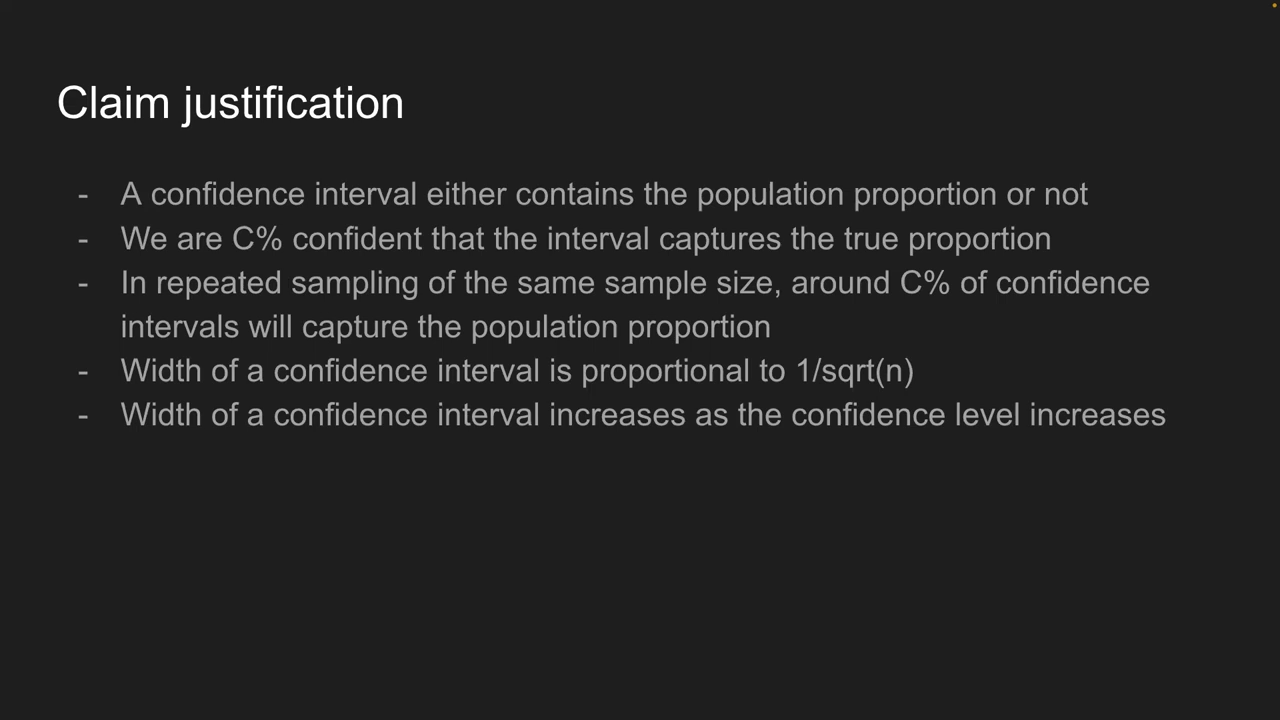 Claim justification
- A confidence interval either contains the population proportion or not
- We are C% confident that the interval captures the true proportion
- In repeated sampling of the same sample size, around C% of confidence
intervals will capture the population proportion
- Width of a confidence interval is proportional to 1/sqrt(n)
- Width of a confidence interval increases as the confidence level increases